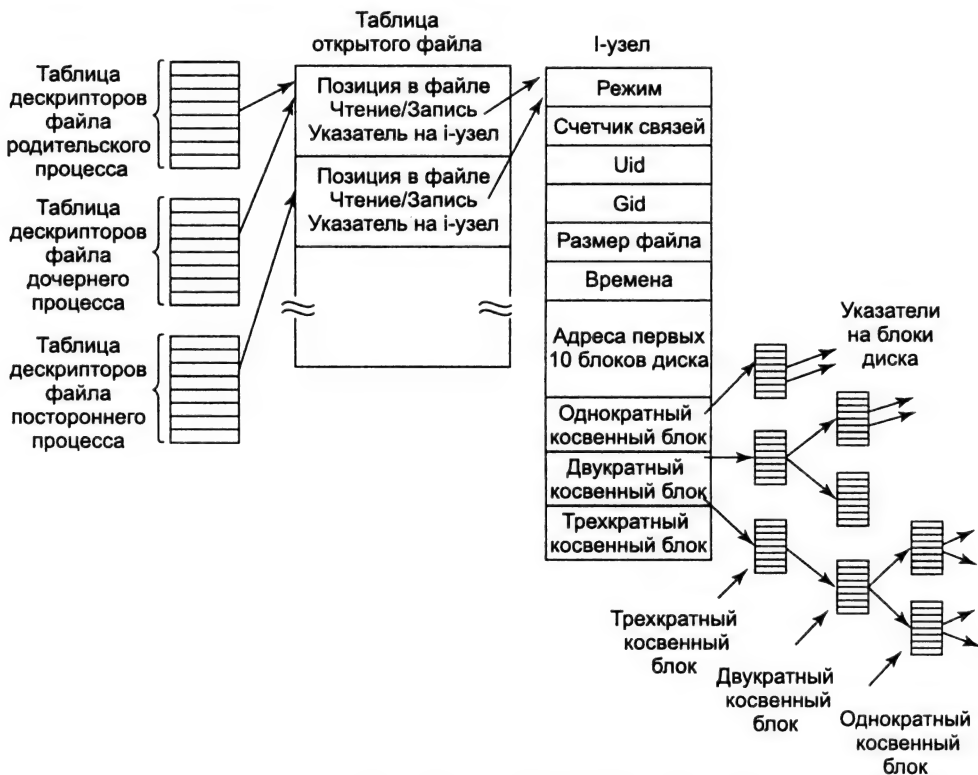 Таблица
открытого файла
I-узел
Таблица
дескрипторов
файла
родительского
процесса
Таблица
дескрипторов
файла
дочернего
процесса
Таблица
дескрипторов
файла
постороннего
процесса
Позиция в файле
Чтение/Запись
Указатель на i-узел
Позиция в файле
Чтение/Запись
Указатель на i-узел
Режим
Счетчик связей
Uid
Gid
Размер файла
Времена
Адреса первых
10 блоков диска
Однократный
косвенный блок
Двукратный
косвенный блок
Трехкратный
косвенный блок
Указатели
на блоки
диска
Трехкратный
косвенный
блок
Двукратный
косвенный
блок
Однократный
косвенный
блок